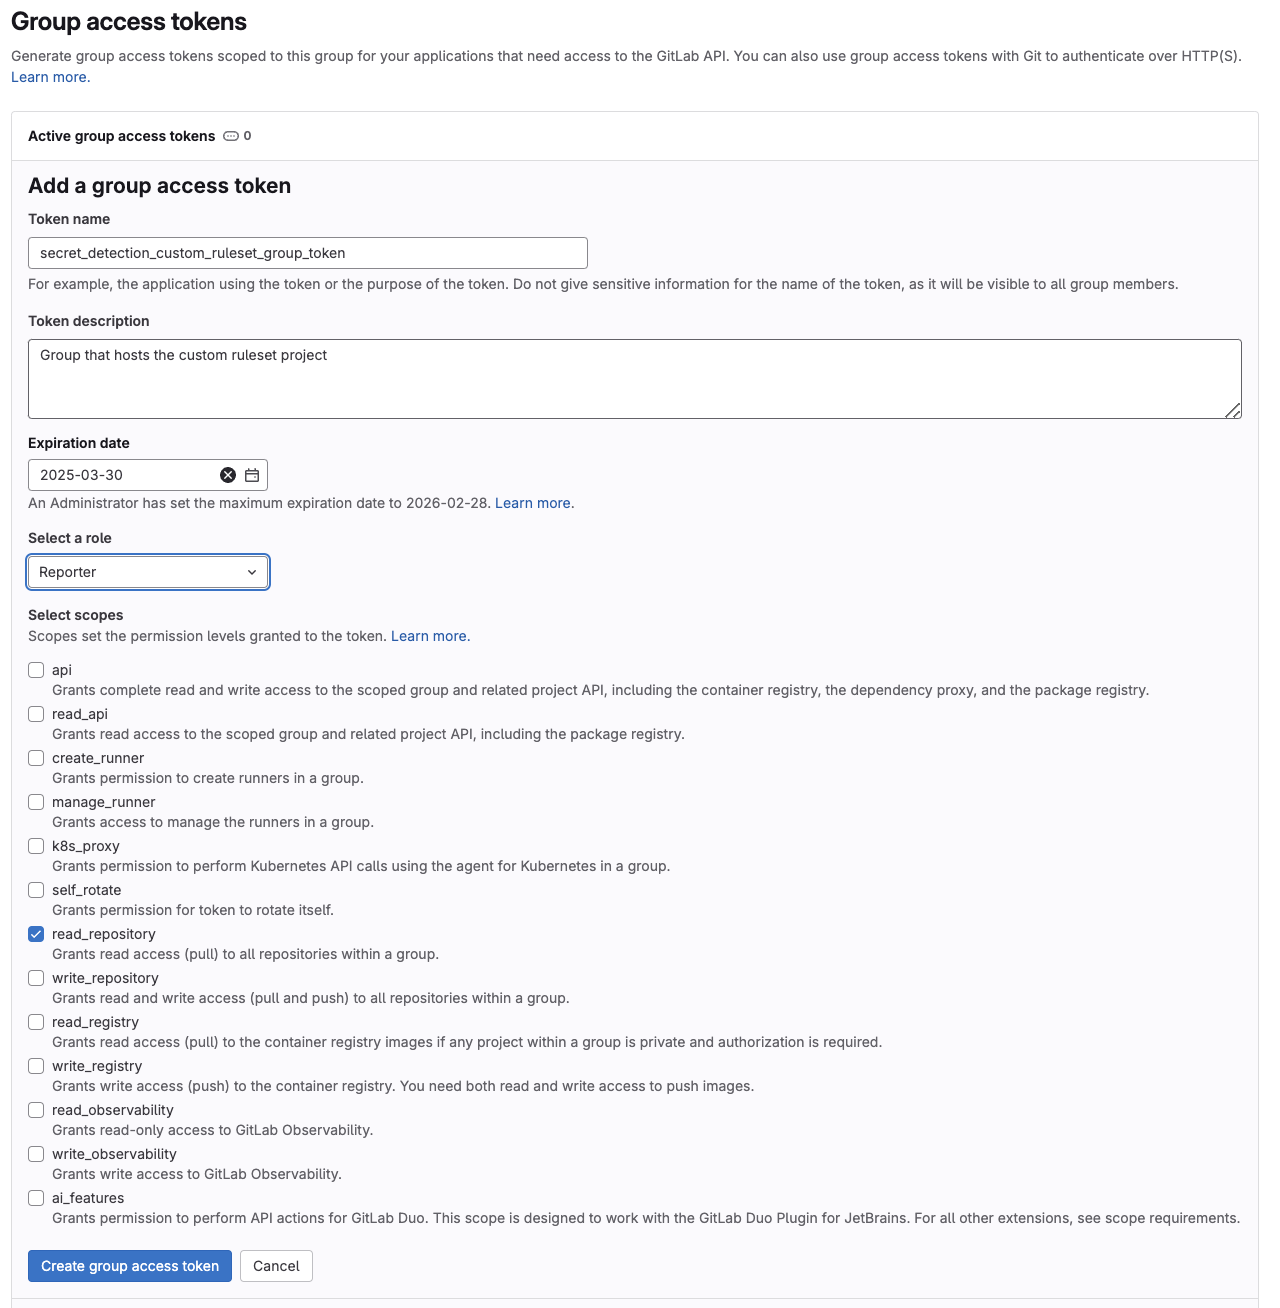 Group access tokens
Generate group access tokens scoped to this group for your applications that need access to the GitLab API. You can also use group access tokens with Git to authenticate over HTTP(S).
Learn more.
Active group access tokens 0
Add a group access token
Token name
secret_detection_custom_ruleset_group_token
For example, the application using the token or the purpose of the token. Do not give sensitive information for the name of the token, as it will be visible to all group members.
Token description
Group that hosts the custom ruleset project
Expiration date
2025-03-30
An Administrator has set the maximum expiration date to 2026-02-28. Learn more.
Select a role
Reporter
Select scopes
Scopes set the permission levels granted to the token. Learn more.
api
Grants complete read and write access to the scoped group and related project API, including the container registry, the dependency proxy, and the package registry.
read_api
Grants read access to the scoped group and related project API, including the package registry.
create_runner
Grants permission to create runners in a group.
manage_runner
Grants access to manage the runners in a group.
k8s_proxy
Grants permission to perform Kubernetes API calls using the agent for Kubernetes in a group.
self_rotate
Grants permission for token to rotate itself.
read_repository
Grants read access (pull) to all repositories within a group.
write_repository
Grants read and write access (pull and push) to all repositories within a group.
read_registry
Grants read access (pull) to the container registry images if any project within a group is private and authorization is required.
write_registry
Grants write access (push) to the container registry. You need both read and write access to push images.
read_observability
Grants read-only access to GitLab Observability.
write_observability
Grants write access to GitLab Observability.
ai_features
Grants permission to perform API actions for GitLab Duo. This scope is designed to work with the GitLab Duo Plugin for JetBrains. For all other extensions, see scope requirements.
Create group access token Cancel